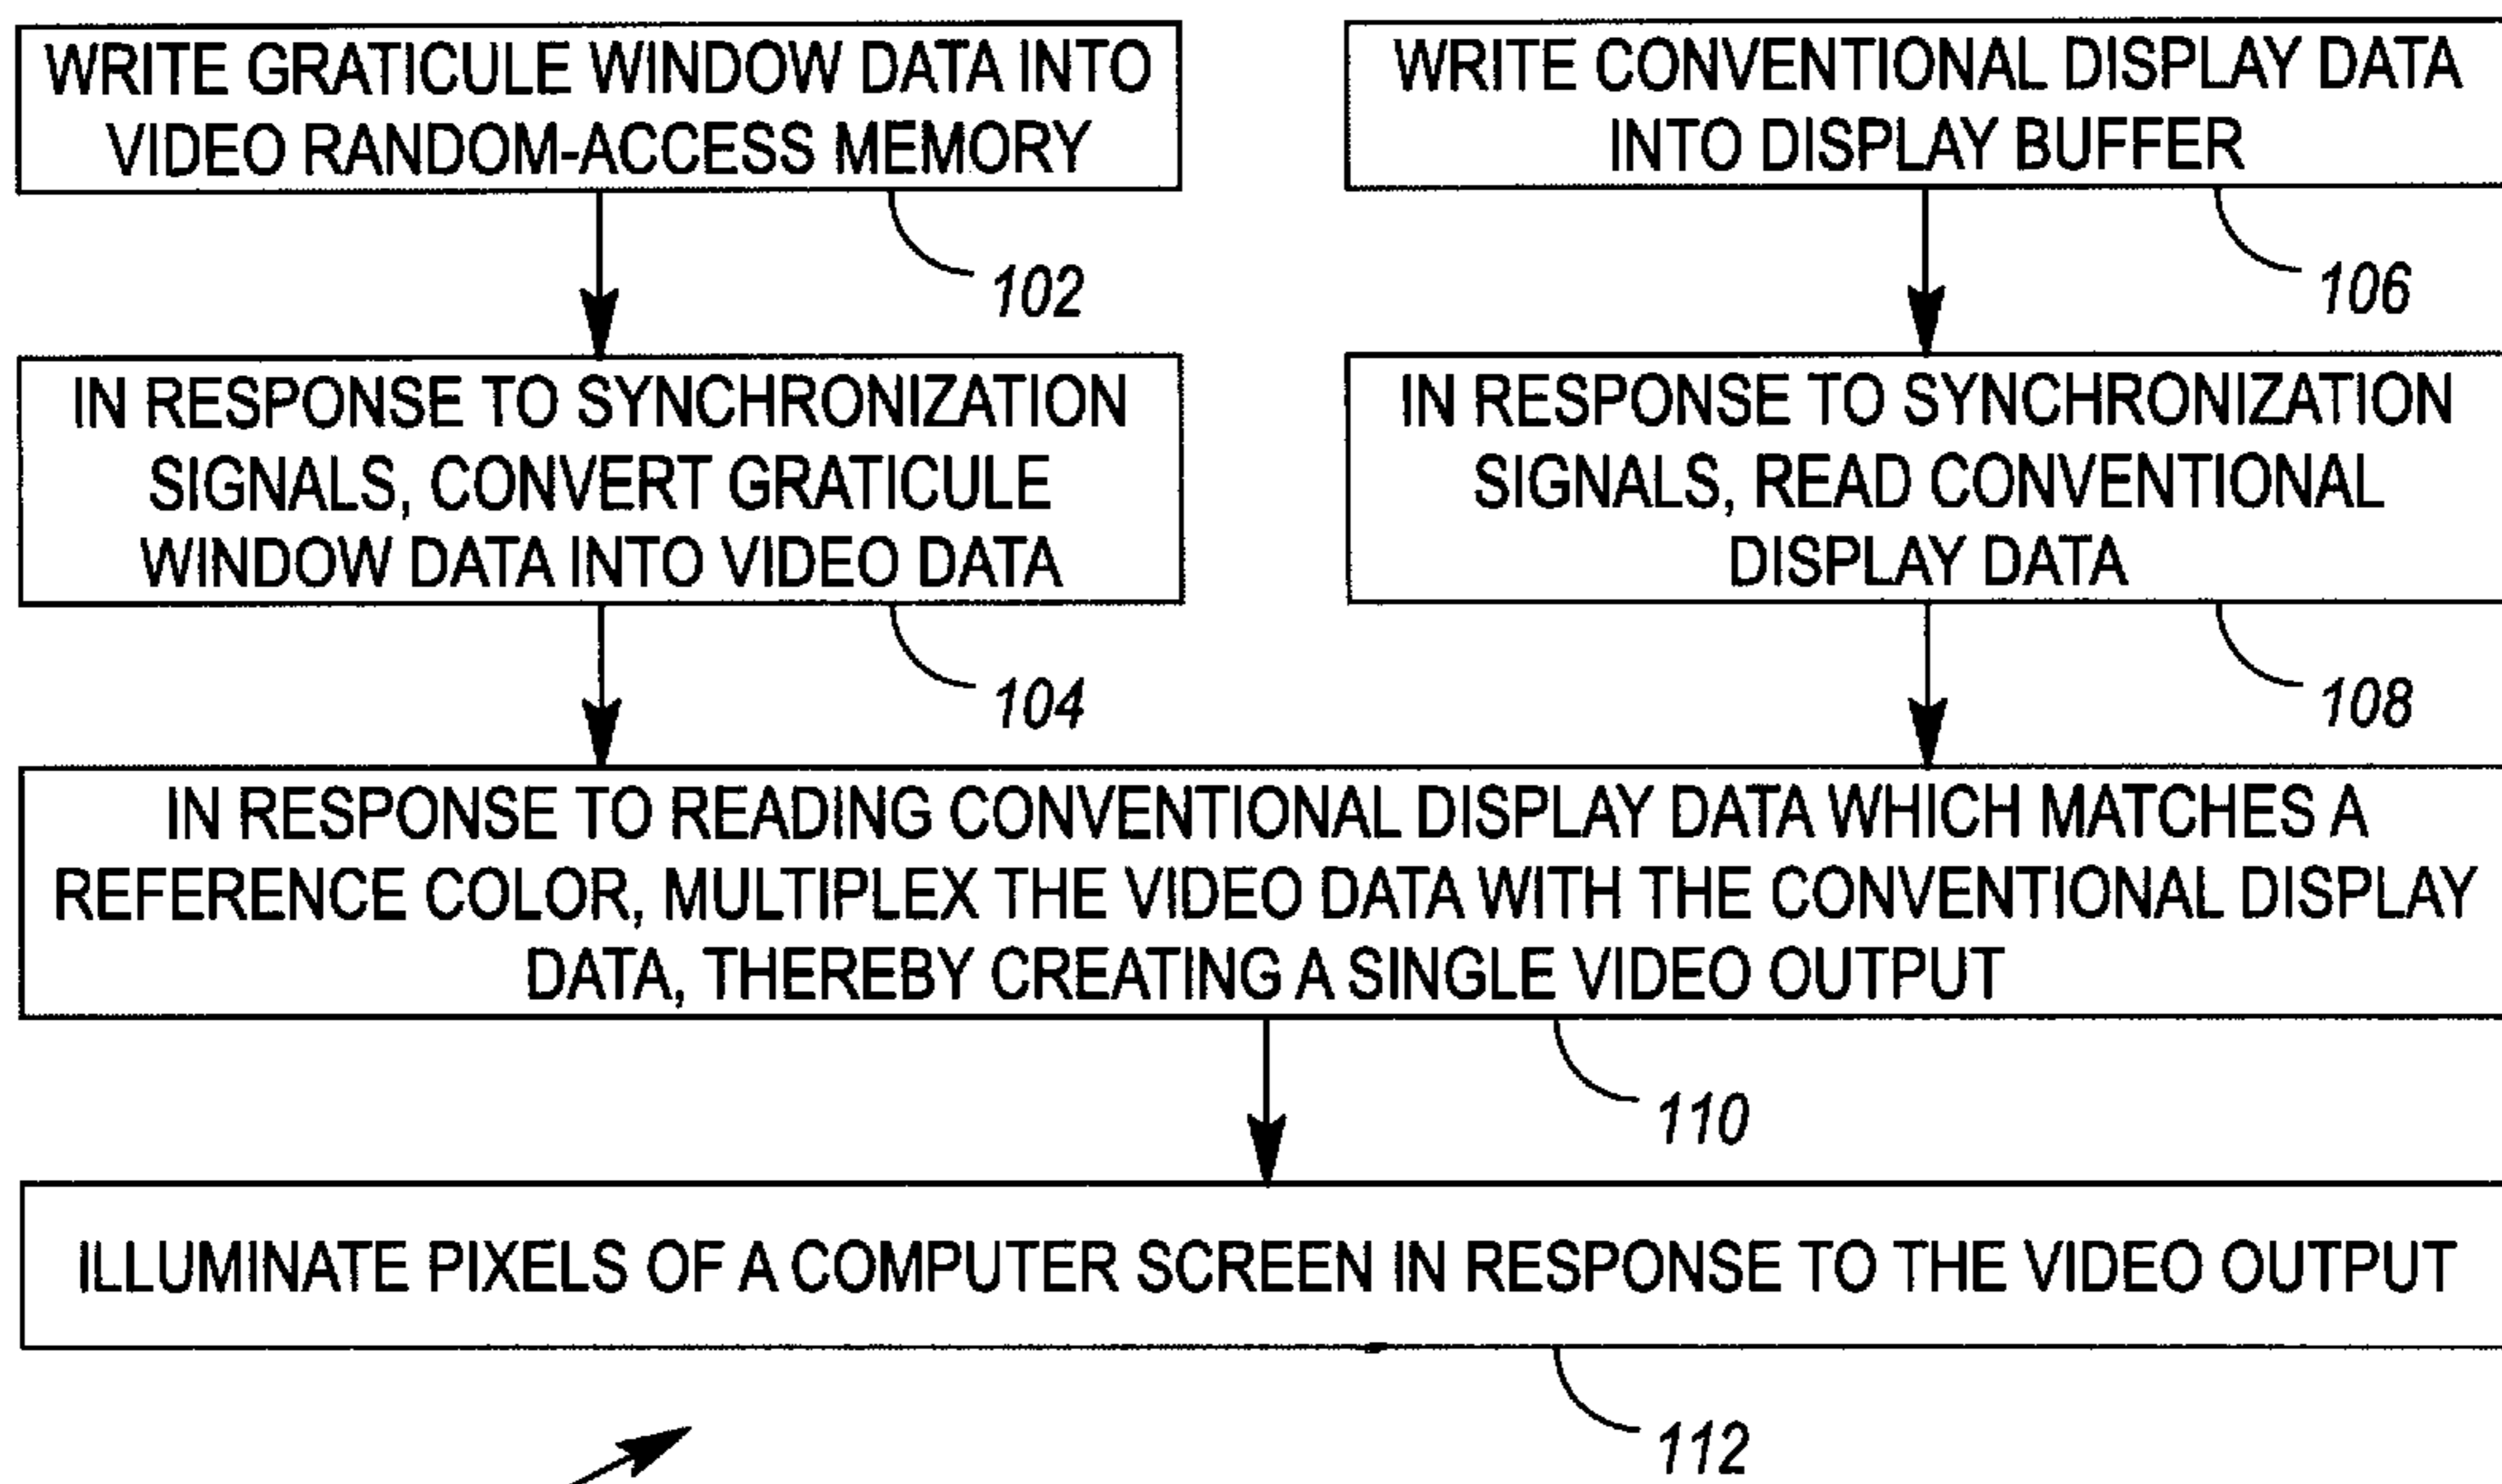 WRITE GRATICULE WINDOW DATA INTO
VIDEO RANDOM-ACCESS MEMORY
102
WRITE CONVENTIONAL DISPLAY DATA
INTO DISPLAY BUFFER
106
IN RESPONSE TO SYNCHRONIZATION
SIGNALS, CONVERT GRATICULE
WINDOW DATA INTO VIDEO DATA
104
IN RESPONSE TO SYNCHRONIZATION
SIGNALS, READ CONVENTIONAL
DISPLAY DATA
108
IN RESPONSE TO READING CONVENTIONAL DISPLAY DATA WHICH MATCHES A
REFERENCE COLOR, MULTIPLEX THE VIDEO DATA WITH THE CONVENTIONAL DISPLAY
DATA, THEREBY CREATING A SINGLE VIDEO OUTPUT
110
ILLUMINATE PIXELS OF A COMPUTER SCREEN IN RESPONSE TO THE VIDEO OUTPUT
112